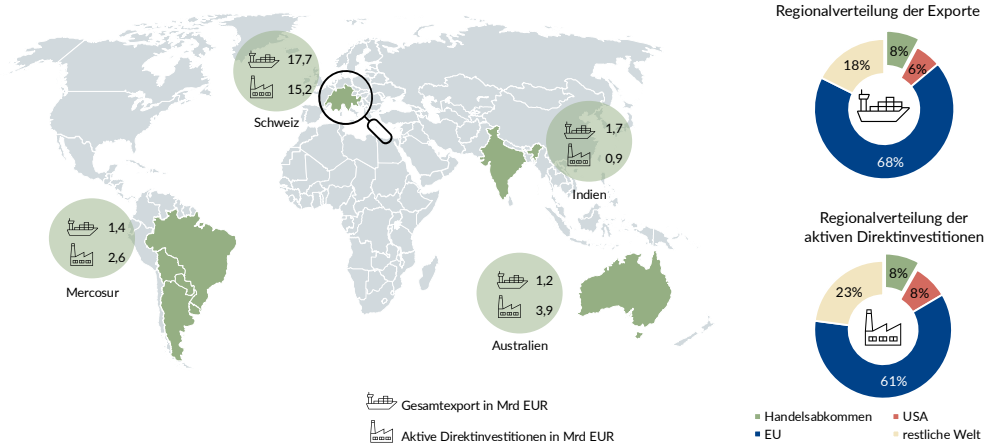 Regionalverteilung der Exporte
8%
6%
18%
68%
17,7
15,2
Schweiz
1,7
0,9
Indien
1,4
2,6
Mercosur
1,2
3,9
Australien
Regionalverteilung der
aktiven Direktinvestitionen
8%
8%
23%
61%
Gesamtexport in Mrd EUR
Aktive Direktinvestitionen in Mrd EUR
Handelsabkommen
USA
EU
restliche Welt